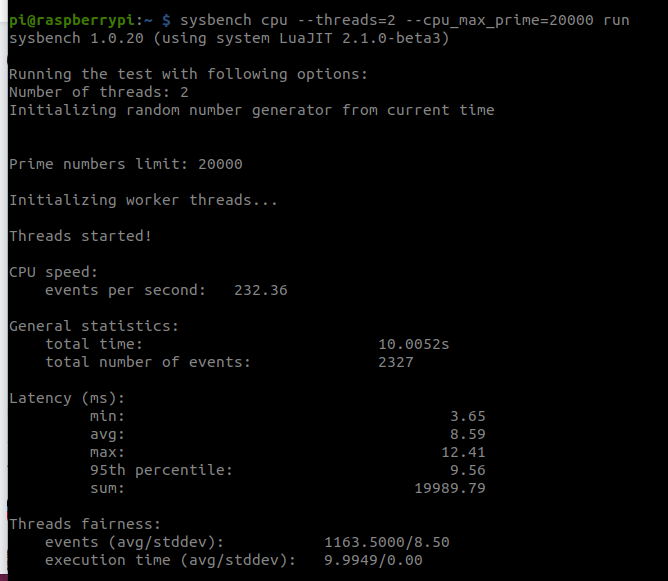 pi@raspberrypi:~ $ sysbench cpu --threads=2 --cpu_max_prime=20000 run
sysbench 1.0.20 (using system LuaJIT 2.1.0-beta3)
Running the test with following options:
Number of threads: 2
Initializing random number generator from current time
Prime numbers limit: 20000
Initializing worker threads...
Threads started!
CPU speed:
events per second: 232.36
General statistics:
total time: 10.0052s
total number of events: 2327
Latency (ms):
min: 3.65
avg: 8.59
max: 12.41
95th percentile: 9.56
sum: 19989.79
Threads fairness:
events (avg/stddev): 1163.5000/8.50
execution time (avg/stddev): 9.9949/0.00